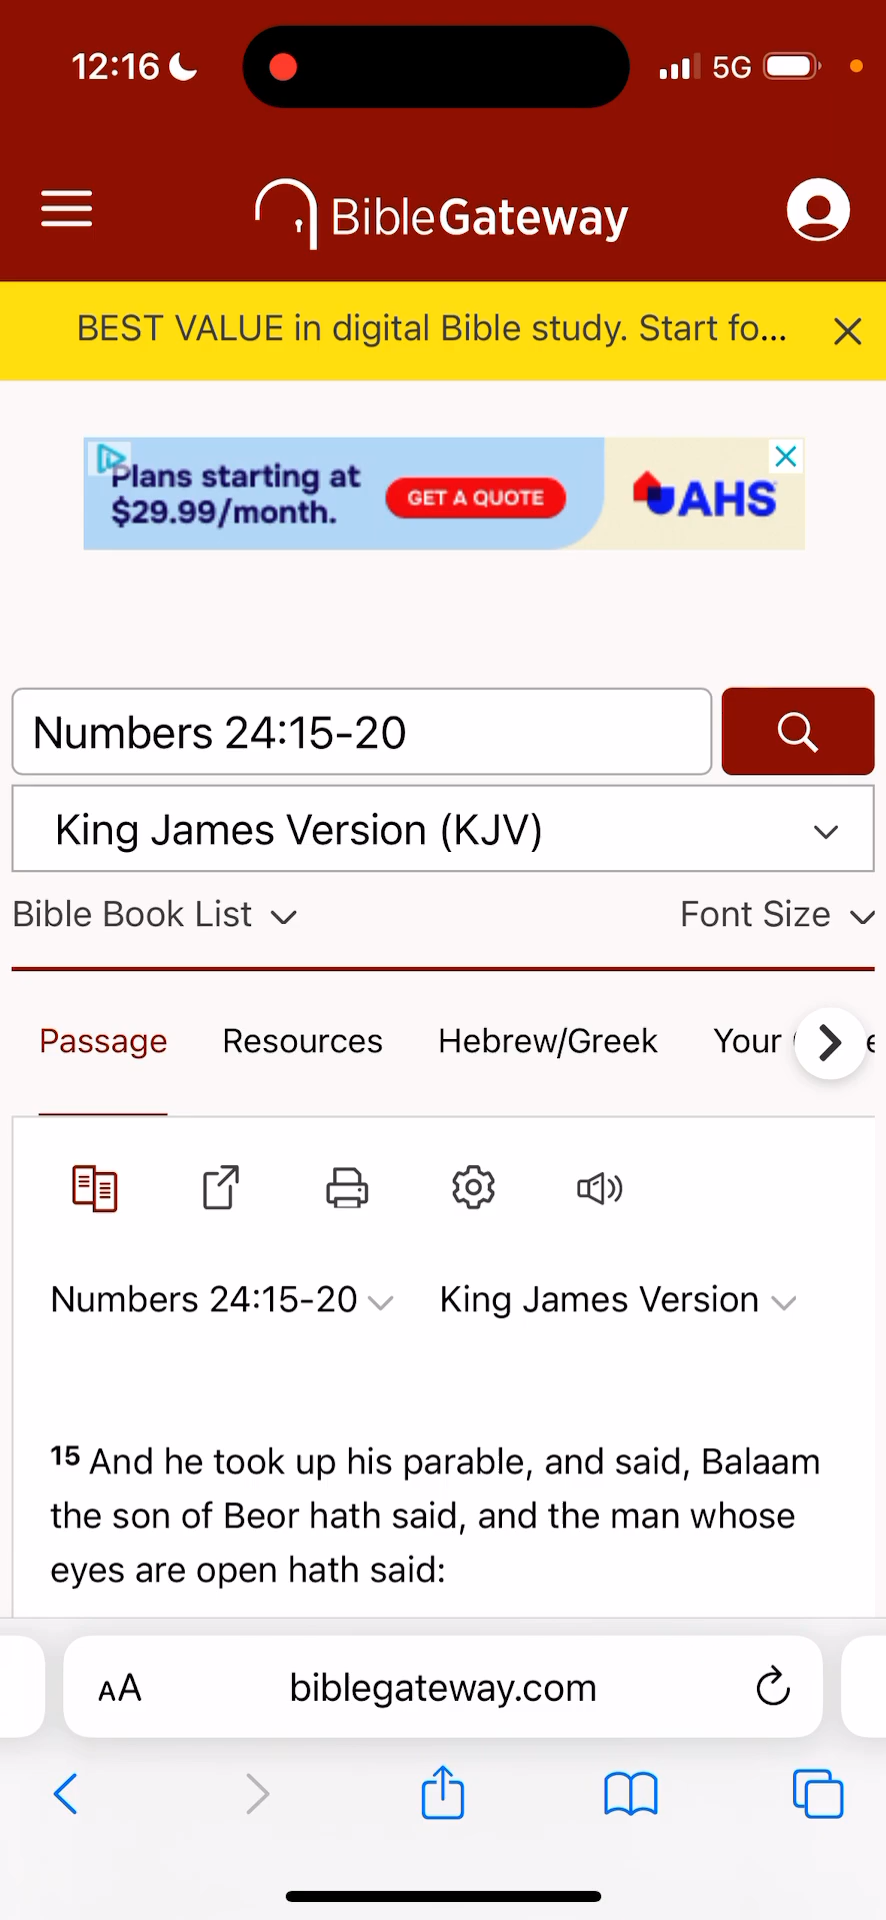 12:16
5G
BibleGateway
BEST VALUE in digital Bible study. Start fo...
Plans starting at
$29.99/month.
GET A QUOTE
AHS
Numbers 24:15-20
King James Version (KJV)
Bible Book List
Font Size
Passage
Resources
Hebrew/Greek
Your
Numbers 24:15-20
King James Version
15 And he took up his parable, and said, Balaam
the son of Beor hath said, and the man whose
eyes are open hath said:
AA
biblegateway.com